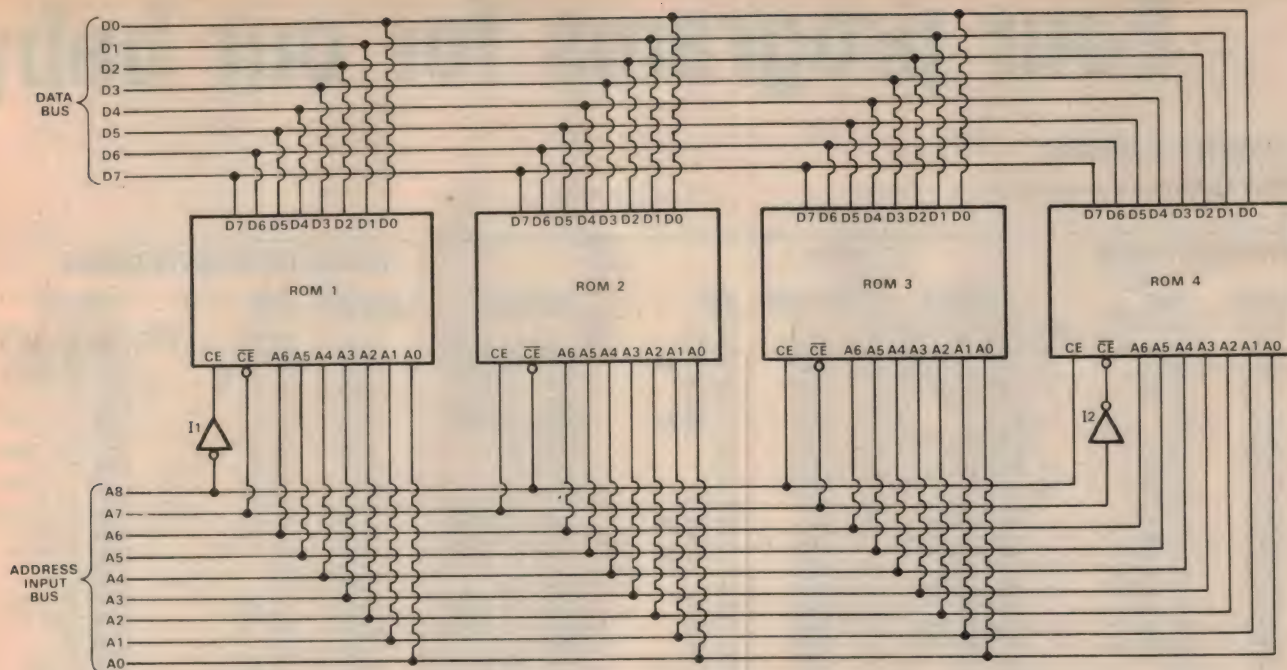 D0
D1
D2
D3
D4
D5
D6
D7
DATA
BUS
D7 D6 D5 D4 D3 D2 D1 D0
ROM 1
CE C̅E̅ A6 A5 A4 A3 A2 A1 A0
D7 D6 D5 D4 D3 D2 D1 D0
ROM 2
CE C̅E̅ A6 A5 A4 A3 A2 A1 A0
D7 D6 D5 D4 D3 D2 D1 D0
ROM 3
CE C̅E̅ A6 A5 A4 A3 A2 A1 A0
D7 D6 D5 D4 D3 D2 D1 D0
ROM 4
CE C̅E̅ A6 A5 A4 A3 A2 A1 A0
I1
I2
A8
A7
A6
A5
A4
A3
A2
A1
A0
ADDRESS
INPUT
BUS